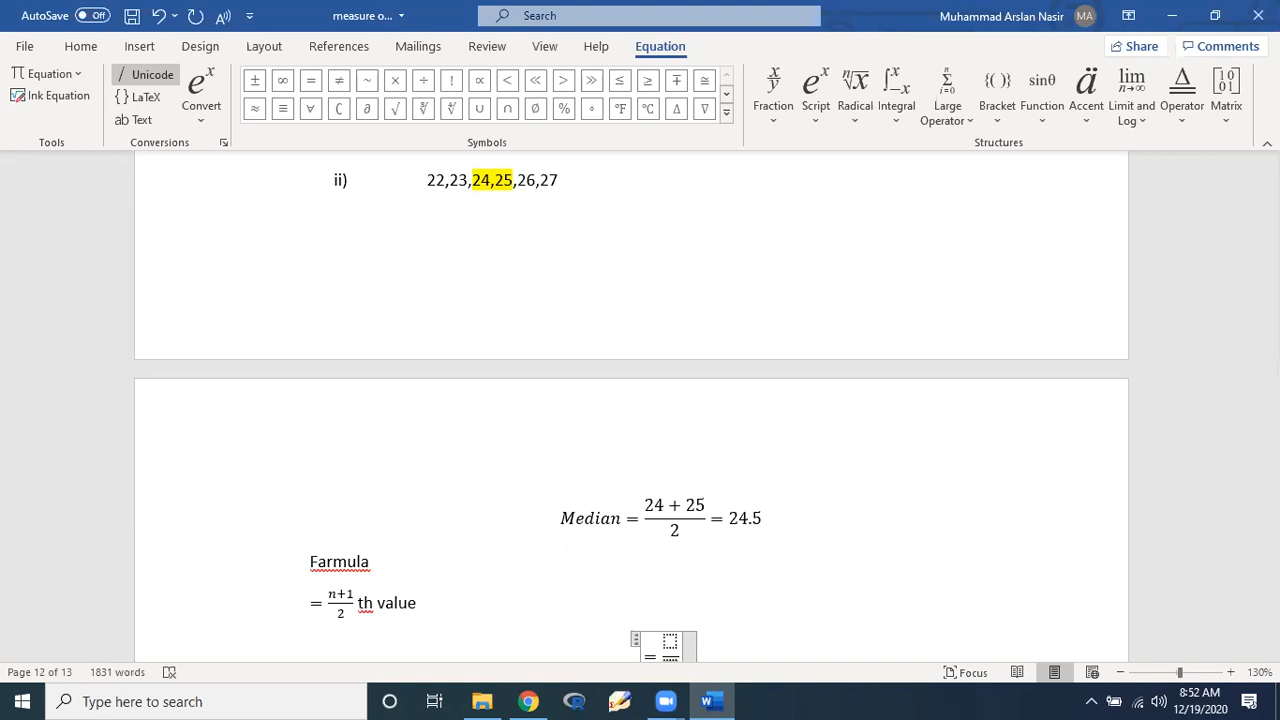 AutoSave Off measure o... Search Muhammad Arslan Nasir MA
File Home Insert Draw Design Layout References Mailings Review View Help Equation Share Comments
Equation Unicode
Ink Equation LaTeX Convert
Text
Fraction Script Radical Integral Large Operator Bracket Function Accent Limit and Log Operator Matrix
Tools Conversions Symbols Structures
ii) 22,23,24,25,26,27
Median = (24 + 25)/2 = 24.5
Farmula
= (n+1)/2 th value
=
Page 12 of 13 1831 words Focus 130%
Type here to search
8:52 AM
12/19/2020